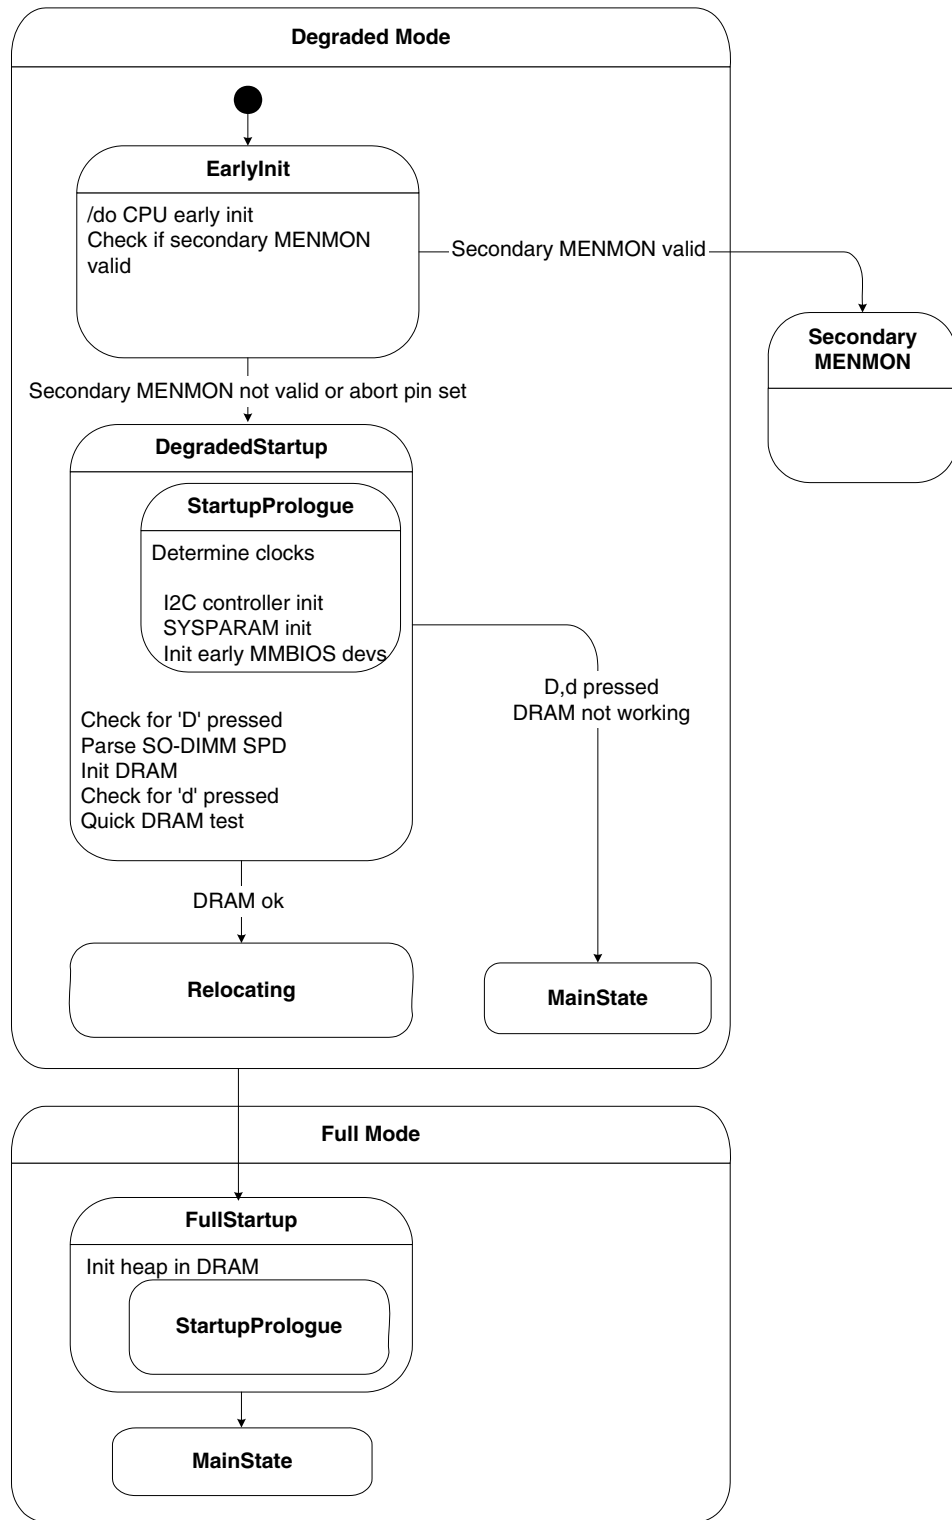 Degraded Mode
EarlyInit
/do CPU early init
Check if secondary MENMON
valid
Secondary MENMON valid
Secondary
MENMON
Secondary MENMON not valid or abort pin set
DegradedStartup
StartupPrologue
Determine clocks
I2C controller init
SYSPARAM init
Init early MMBIOS devs
D,d pressed
DRAM not working
Check for 'D' pressed
Parse SO-DIMM SPD
Init DRAM
Check for 'd' pressed
Quick DRAM test
DRAM ok
Relocating
MainState
Full Mode
FullStartup
Init heap in DRAM
StartupPrologue
MainState